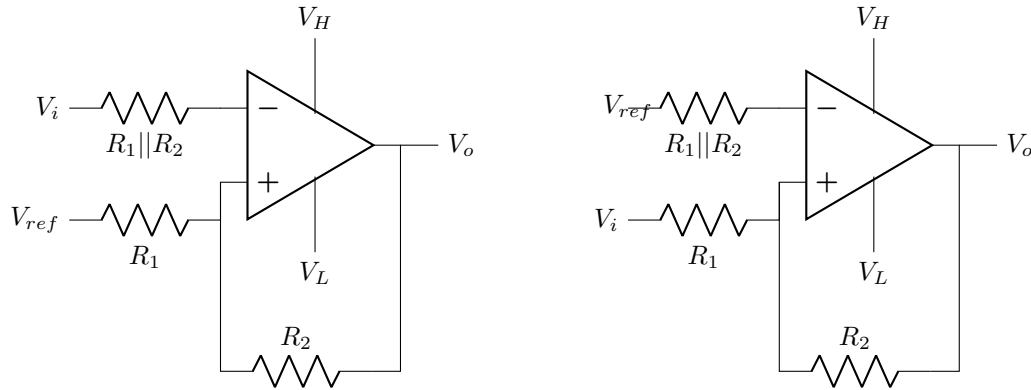 V_H
V_i
R_1||R_2
−
V_o
+
V_ref
R_1
V_L
R_2
V_H
V_ref
R_1||R_2
−
V_o
+
V_i
R_1
V_L
R_2